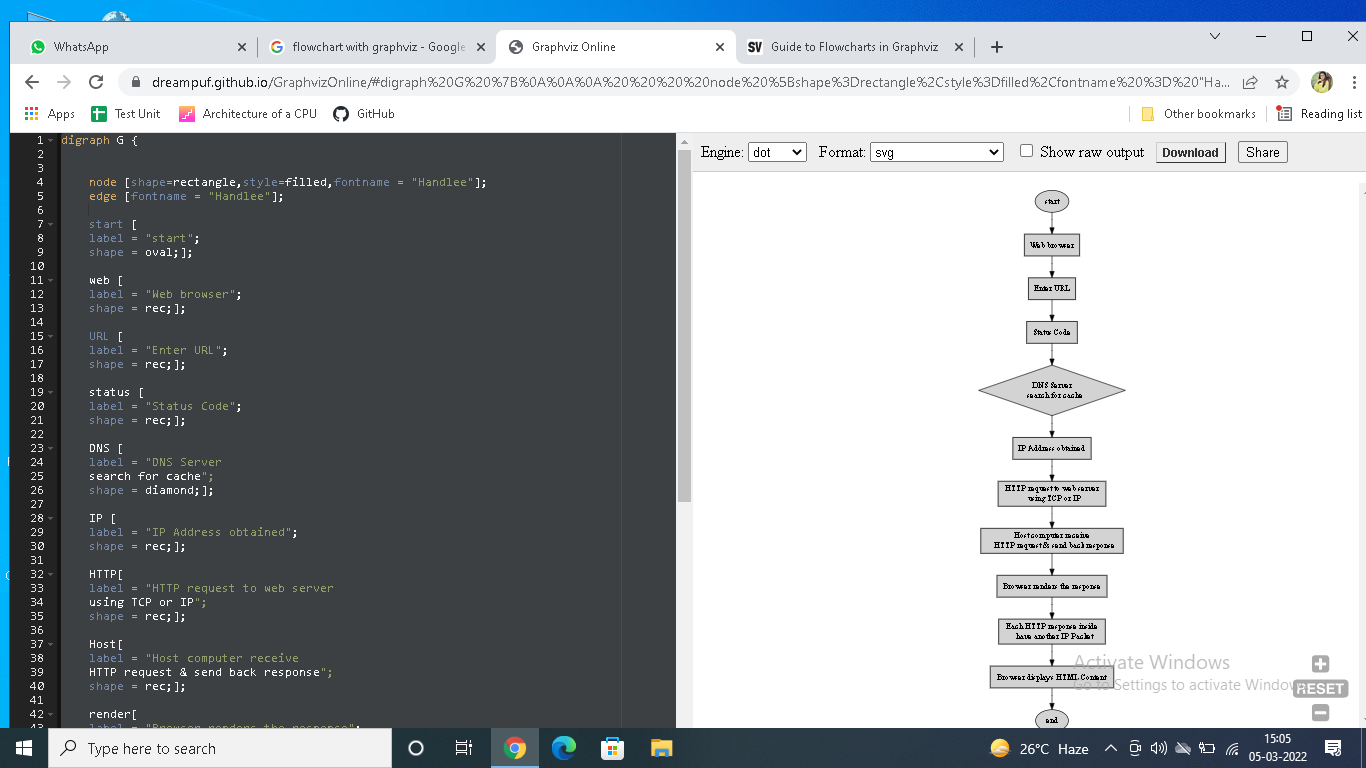 WhatsApp
flowchart with graphviz - Google
Graphviz Online
SV Guide to Flowcharts in Graphviz
dreampuf.github.io/GraphvizOnline/#digraph%20G%20%7B%0A%0A%0A%20%20%20%20node%20%5Bshape%3Drectangle%2Cstyle%3Dfilled%2Cfontname%20%3D%20"Ha...
Apps
Test Unit
Architecture of a CPU
GitHub
Other bookmarks
Reading list
1 digraph G {
2
3
4 node [shape=rectangle,style=filled,fontname = "Handlee"];
5 edge [fontname = "Handlee"];
6
7 start [
8 label = "start";
9 shape = oval;];
10
11 web [
12 label = "Web browser";
13 shape = rec;];
14
15 URL [
16 label = "Enter URL";
17 shape = rec;];
18
19 status [
20 label = "Status Code";
21 shape = rec;];
22
23 DNS [
24 label = "DNS Server
25 search for cache";
26 shape = diamond;];
27
28 IP [
29 label = "IP Address obtained";
30 shape = rec;];
31
32 HTTP[
33 label = "HTTP request to web server
34 using TCP or IP";
35 shape = rec;];
36
37 Host[
38 label = "Host computer receive
39 HTTP request & send back response";
40 shape = rec;];
41
42 render[
43 label = "Browser renders the response";
Engine: dot
Format: svg
Show raw output
Download
Share
start
Web browser
Enter URL
Status Code
DNS Server
search for cache
IP Address obtained
HTTP request to web server
using TCP or IP
Host computer receive
HTTP request & send back response
Browser renders the response
Each HTTP response inside
have another IP Packet
Browser displays HTML Content
end
Activate Windows
Go to Settings to activate Windows
RESET
Type here to search
26°C Haze
15:05
05-03-2022